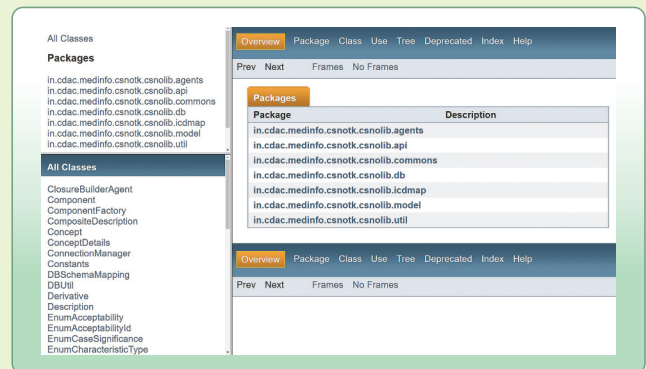 All Classes
Packages
in.cdac.medinfo.csnotk.csnolib.agents
in.cdac.medinfo.csnotk.csnolib.api
in.cdac.medinfo.csnotk.csnolib.commons
in.cdac.medinfo.csnotk.csnolib.db
in.cdac.medinfo.csnotk.csnolib.icdmap
in.cdac.medinfo.csnotk.csnolib.model
in.cdac.medinfo.csnotk.csnolib.util
All Classes
ClosureBuilderAgent
Component
ComponentFactory
CompositeDescription
Concept
ConceptDetails
ConnectionManager
Constants
DBSchemaMapping
DBUtil
Derivative
Description
EnumAcceptability
EnumAcceptabilityId
EnumCaseSignificance
EnumCharacteristicType
Overview Package Class Use Tree Deprecated Index Help
Prev Next Frames No Frames
Packages
Package Description
in.cdac.medinfo.csnotk.csnolib.agents
in.cdac.medinfo.csnotk.csnolib.api
in.cdac.medinfo.csnotk.csnolib.commons
in.cdac.medinfo.csnotk.csnolib.db
in.cdac.medinfo.csnotk.csnolib.icdmap
in.cdac.medinfo.csnotk.csnolib.model
in.cdac.medinfo.csnotk.csnolib.util
Overview Package Class Use Tree Deprecated Index Help
Prev Next Frames No Frames